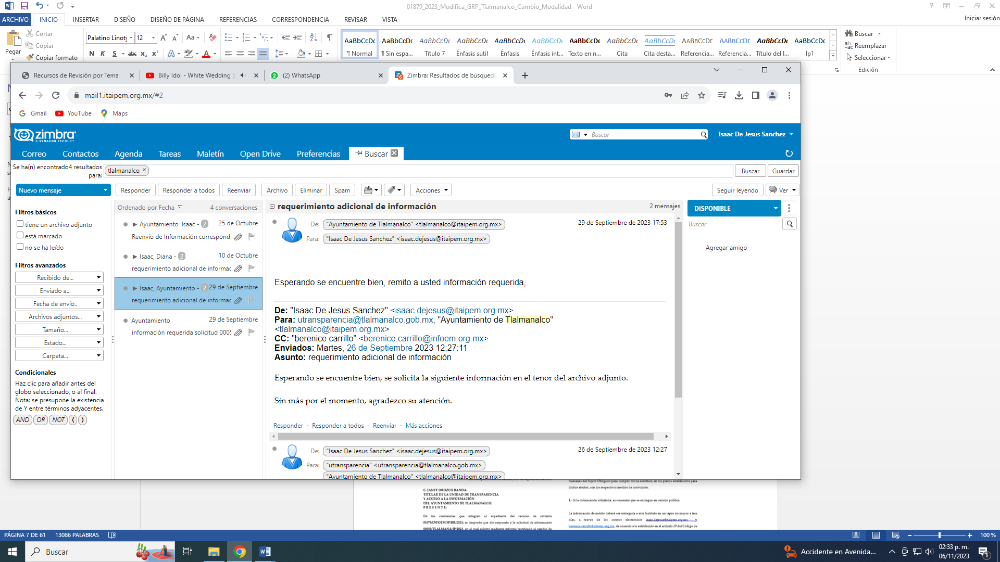 01879_2023_Modifica_GRP_Tlalmanalco_Cambio_Modalidad - Word
ARCHIVO INICIO INSERTAR DISEÑO DISEÑO DE PÁGINA REFERENCIAS CORRESPONDENCIA REVISAR VISTA Iniciar sesión
Pegar
Cortar
Copiar
Copiar formato
Palatino Linoty 12
N K S abc x₂ x²
AaBbCcDc AaBbCcDc AaBbCcDc AaBbCcDc AaBbCcDc AaBbCcDc AaBbCcDc AaBbCcDc AaBbCcDc AaBbCcDc AaBbCcDc AaBbCcDc AaBbCcDc
¶ Normal ¶ Sin espa... Título 7 Énfasis sutil Énfasis Énfasis int... Texto en n... Cita Cita desta... Referencia... Referencia... Título del l... lp1
Buscar
Reemplazar
Seleccionar
Edición
Recursos de Revisión por Tema
Billy Idol - White Wedding (
(2) WhatsApp
Zimbra: Resultados de búsqueda
mail1.itaipem.org.mx/#2
Gmail YouTube Maps
zimbra
A SYNACOR PRODUCT
Buscar
Isaac De Jesus Sanchez
Correo Contactos Agenda Tareas Maletín Open Drive Preferencias Buscar
Se ha(n) encontrado4 resultados para:
tlalmanalco
Buscar Guardar
Nuevo mensaje
Responder Responder a todos Reenviar Archivo Eliminar Spam Acciones Seguir leyendo Ver
Filtros básicos
tiene un archivo adjunto
está marcado
no se ha leído
Filtros avanzados
Recibido de...
Enviado a...
Fecha de envío..
Archivos adjuntos...
Tamaño...
Estado...
Carpeta...
Condicionales
Haz clic para añadir antes del
globo seleccionado, o al final.
Nota: se presupone la existencia
de Y entre términos adyacentes.
AND OR NOT ( )
Ordenado por Fecha 4 conversaciones
Ayuntamiento, Isaac - 2 25 de Octubre
Reenvío de Información correspond
Isaac, Diana - 2 10 de Octubre
requerimiento adicional de informac
Isaac, Ayuntamiento - 2 29 de Septiembre
requerimiento adicional de informac
Ayuntamiento 29 de Septiembre
información requerida solicitud 0005
requerimiento adicional de información 2 mensajes
De: "Ayuntamiento de Tlalmanalco" <tlalmanalco@itaipem.org.mx> 29 de Septiembre de 2023 17:53
Para: "Isaac De Jesus Sanchez" <isaac.dejesus@itaipem.org.mx>
Esperando se encuentre bien, remito a usted información requerida,
De: "Isaac De Jesus Sanchez" <isaac.dejesus@itaipem.org.mx>
Para: utransparencia@tlalmanalco.gob.mx, "Ayuntamiento de Tlalmanalco"
<tlalmanalco@itaipem.org.mx>
CC: "berenice carrillo" <berenice.carrillo@infoem.org.mx>
Enviados: Martes, 26 de Septiembre 2023 12:27:11
Asunto: requerimiento adicional de información
Esperando se encuentre bien, se solicita la siguiente información en el tenor del archivo adjunto.
Sin más por el momento, agradezco su atención.
Responder - Responder a todos - Reenviar - Más acciones
De: "Isaac De Jesus Sanchez" <isaac.dejesus@itaipem.org.mx> 26 de Septiembre de 2023 12:27
Para: "utransparencia" <utransparencia@tlalmanalco.gob.mx>
"Ayuntamiento de Tlalmanalco" <tlalmanalco@itaipem.org.mx>
DISPONIBLE
Buscar
Agregar amigo
C. JANET OROZCO BANDA.
TITULAR DE LA UNIDAD DE TRANSPARENCIA
Y ACCESO A LA INFORMACIÓN
DEL AYUNTAMIENTO DE TLALMANALCO.
P R E S E N T E:
De las constancias que integran el expediente del recurso de revisión
01879/INFOEM/IP/RR/2023; se desprende que dio respuesta a la solicitud de información
00059/TLALMANA/IP/2023, en el cual solicito mediante informe justificado el cambio de
humanas del Sujeto Obligado para cumplir con la solicitud, en los plazos establecidos para
dichos efectos, con los respectivos medios de convicción.
4.- Si la información solicitada, es necesario que se entregue en versión pública.
La información de mérito deberá ser entregada a este Instituto en un lapso no mayor a tres
días, a través de los correos electrónicos isaac.dejesus@itaipem.org.mx y
berenice.carrillo@infoem.org.mx, de acuerdo a lo establecido en el artículo 29 del Código de
PÁGINA 7 DE 61 13086 PALABRAS 100 %
Buscar
Accidente en Avenida...
02:33 p. m.
06/11/2023
1